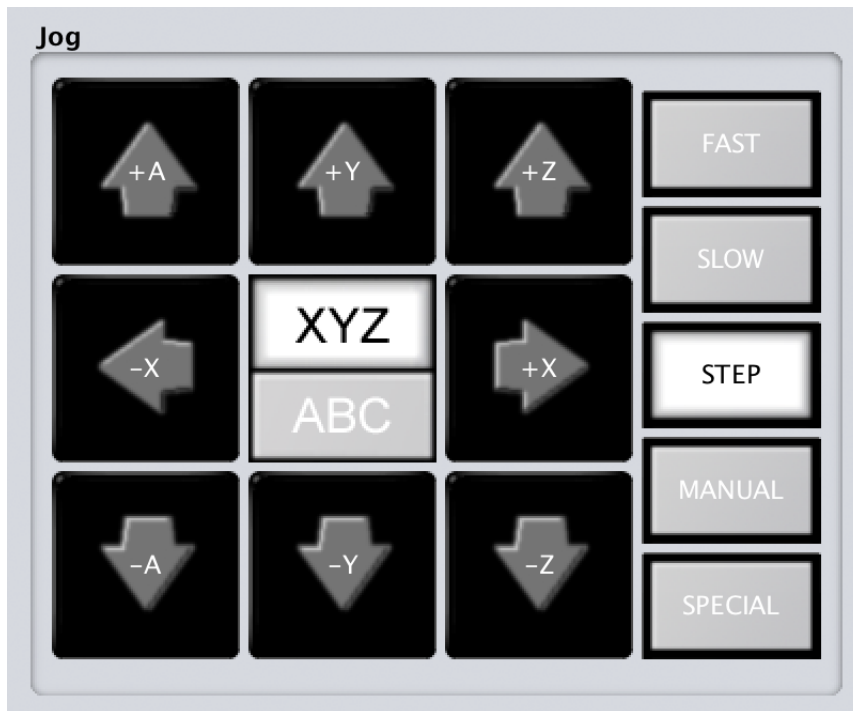 Jog
+A
+Y
+Z
FAST
SLOW
–X
XYZ
ABC
+X
STEP
MANUAL
–A
–Y
–Z
SPECIAL